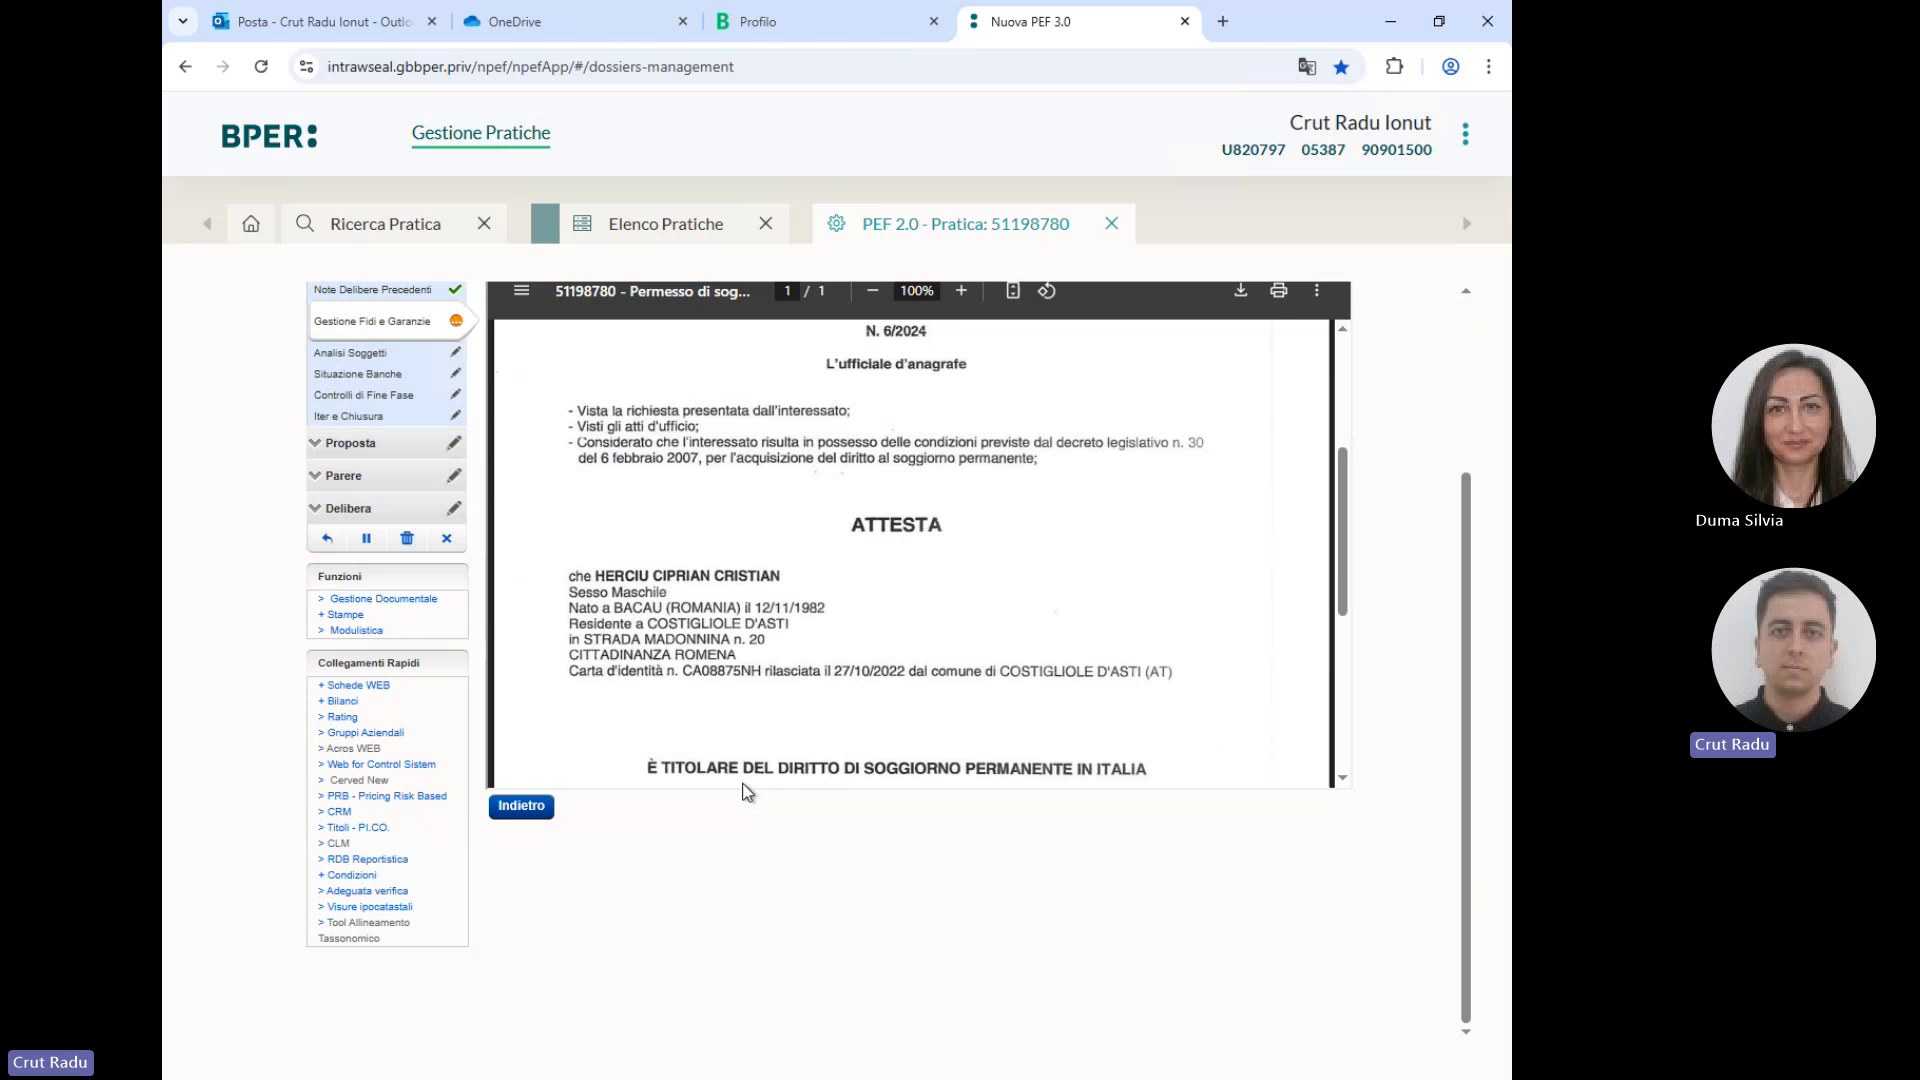 Posta - Crut Radu Ionut - Outlo
OneDrive
Profilo
Nuova PEF 3.0
intrawseal.gbbper.priv/npef/npefApp/#/dossiers-management
BPER:
Gestione Pratiche
Crut Radu Ionut
U820797 05387 90901500
Ricerca Pratica
Elenco Pratiche
PEF 2.0 - Pratica: 51198780
Note Delibere Precedenti
Gestione Fidi e Garanzie
Analisi Soggetti
Situazione Banche
Controlli di Fine Fase
Iter e Chiusura
Proposta
Parere
Delibera
Funzioni
> Gestione Documentale
+ Stampe
> Modulistica
Collegamenti Rapidi
+ Schede WEB
+ Bilanci
> Rating
> Gruppi Aziendali
> Acros WEB
> Web for Control Sistem
> Cerved New
> PRB - Pricing Risk Based
> CRM
> Titoli - PI.CO.
> CLM
> RDB Reportistica
+ Condizioni
> Adeguata verifica
> Visure ipocatastali
> Tool Allineamento
Tassonomico
51198780 - Permesso di sog...
1 / 1
100%
N. 6/2024
L'ufficiale d'anagrafe
- Vista la richiesta presentata dall'interessato;
- Visti gli atti d'ufficio;
- Considerato che l'interessato risulta in possesso delle condizioni previste dal decreto legislativo n. 30
del 6 febbraio 2007, per l'acquisizione del diritto al soggiorno permanente;
ATTESTA
che HERCIU CIPRIAN CRISTIAN
Sesso Maschile
Nato a BACAU (ROMANIA) il 12/11/1982
Residente a COSTIGLIOLE D'ASTI
in STRADA MADONNINA n. 20
CITTADINANZA ROMENA
Carta d'identità n. CA08875NH rilasciata il 27/10/2022 dal comune di COSTIGLIOLE D'ASTI (AT)
È TITOLARE DEL DIRITTO DI SOGGIORNO PERMANENTE IN ITALIA
Indietro
Duma Silvia
Crut Radu
Crut Radu